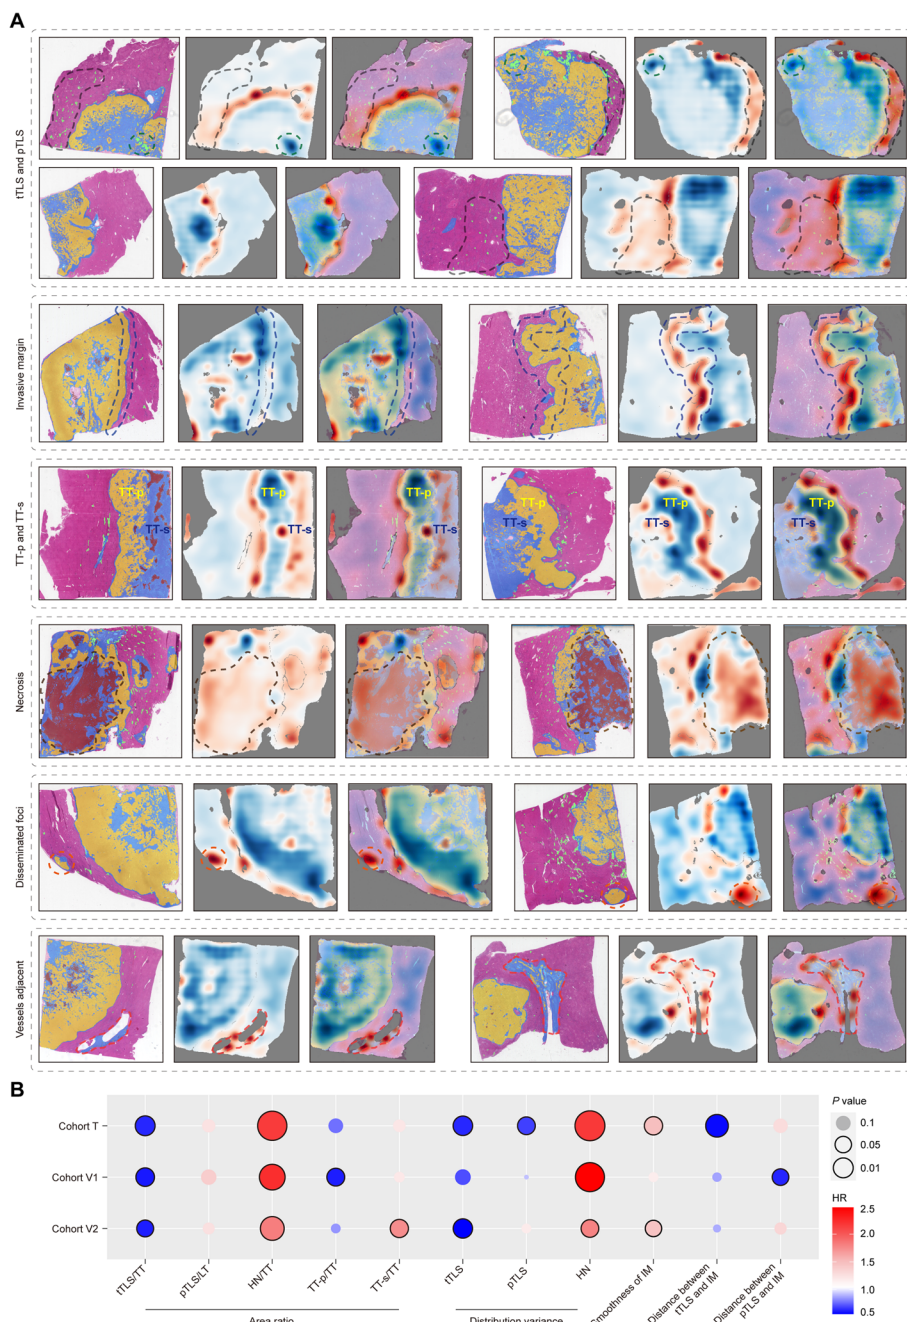 A
tTLS and pTLS
Invasive margin
TT-p and TT-s
TT-p
TT-s
TT-p
TT-s
TT-p
TT-s
TT-p
TT-s
TT-p
TT-s
TT-p
TT-s
Necrosis
Disseminated foci
Vessels adjacent
B
Cohort T
Cohort V1
Cohort V2
tTLS/TT
pTLS/LT
HN/TT
TT-p/TT
TT-s/TT
tTLS
pTLS
HN
Smoothness of IM
Distance between
tTLS and IM
Distance between
pTLS and IM
Area ratio
Distribution variance
P value
0.1
0.05
0.01
HR
2.5
2.0
1.5
1.0
0.5